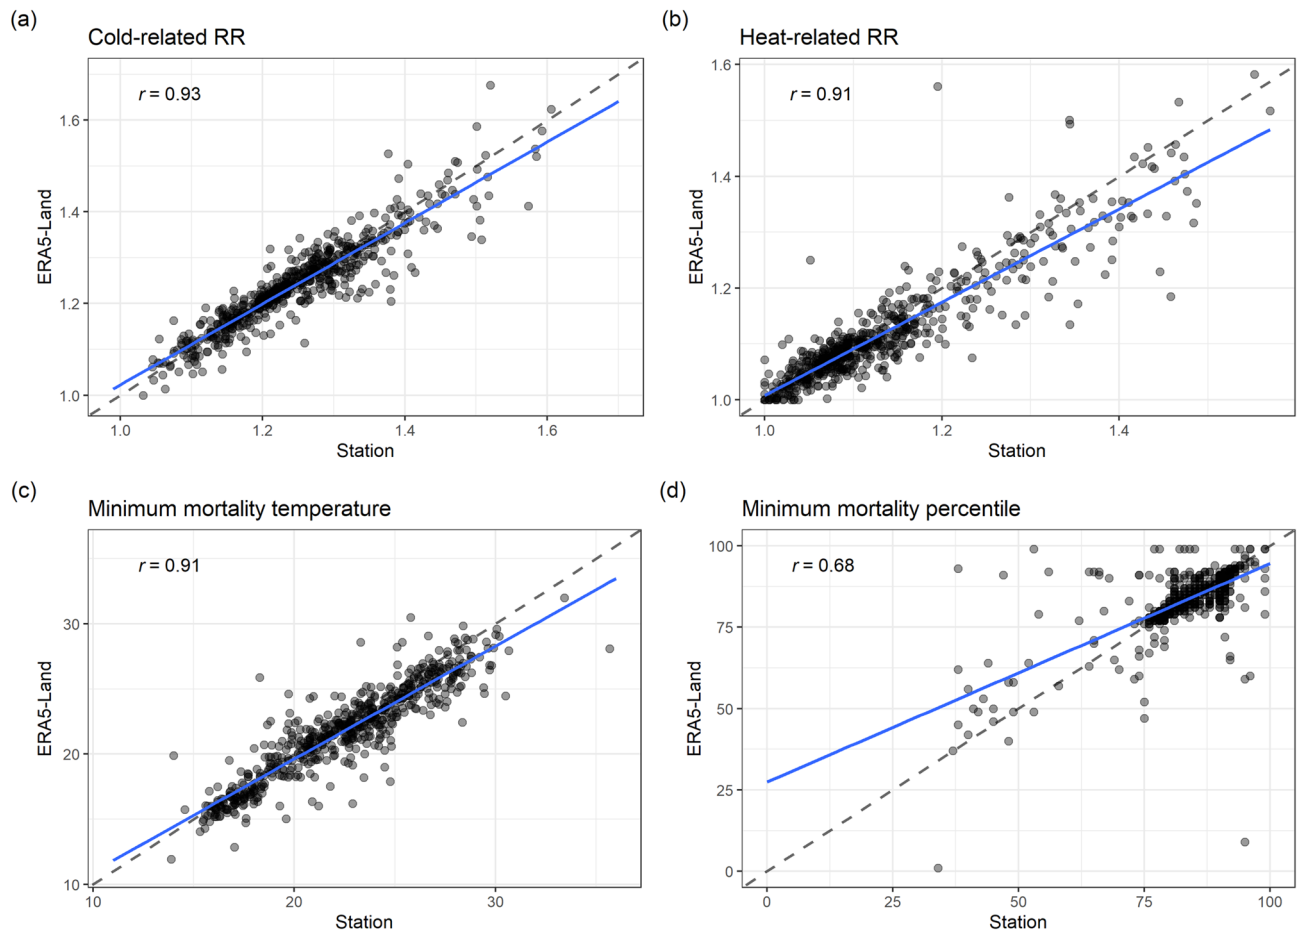 (a)
Cold-related RR
r = 0.93
1.6
1.4
1.2
1.0
ERA5-Land
1.0 1.2 1.4 1.6
Station
(b)
Heat-related RR
r = 0.91
1.6
1.4
1.2
1.0
ERA5-Land
1.0 1.2 1.4
Station
(c)
Minimum mortality temperature
r = 0.91
30
20
10
ERA5-Land
10 20 30
Station
(d)
Minimum mortality percentile
r = 0.68
100
75
50
25
0
ERA5-Land
0 25 50 75 100
Station